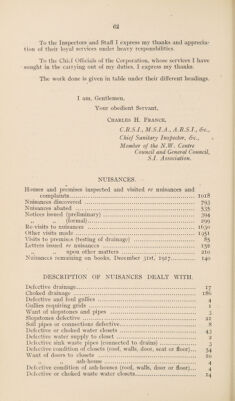 62
To the Inspectors and Staff I express my thanks and apprecia-
tion of their loyal services under heavy responsibilities.
To the Chief Officials of the Corporation, whose services I have
sought in the carrying out of my duties, I express my thanks.
The work done is given in table under their different headings.
I am, Gentlemen,
Your obedient Servant,
CHARLES H. FRANCE,
C.R.S.I., M.S.I.A., A.R.S.I., &c.,
Chief Sanitary Inspector, &c.,
Member of the N.W. Centre
Council and General Council,
S.I. Association.
NUISANCES.
Houses and premises inspected and visited re nuisances and
complaints 1018
Nuisances discovered 793
Nuisances abated 535
Notices issued (preliminary) 394
,, ,, (formal) 209
Re-visits to nuisances 1630
Other visits made 1351
Visits to premises (testing of drainage) 85
Letters issued re nuisances 159
,, ,, upon other matters 210
Nuisances remaining on books, December 31st, 1927 140
DESCRIPTION OF NUISANCES DEALT WITH.
Defective drainage 17
Choked drainage 186
Defective and foul gullies 4
Gullies requiring grids 1
Want of slopstones and pipes 5
Slopstones defective 22
Soil pipes or connections defective 8
Defective or choked water closets 43
Defective water supply to closet 2
Defective sink waste pipes (connected to drains) 3
Defective condition of closets (roof, walls, door, seat or floor) 54
Want of doors to closets 10
,, ,, ash-house 2
Defective condition of ash-houses (roof, walls, door or floor) 4
Defective or choked waste water closets 14